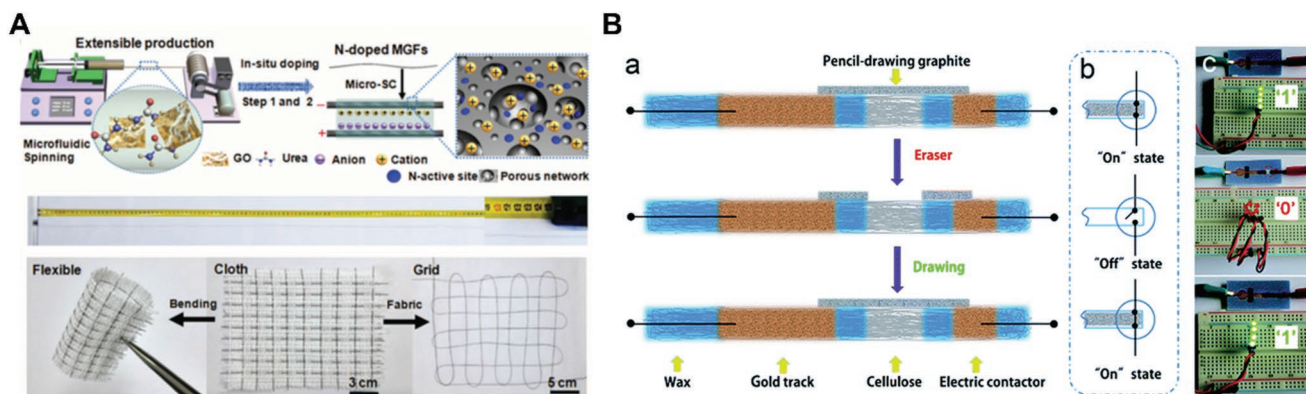 A
Extensible production
In-situ doping
Step 1 and 2
N-doped MGFs
Micro-SC
Microfluidic
Spinning
GO
Urea
Anion
Cation
N-active site
Porous network
Flexible
Cloth
Grid
Bending
Fabric
3 cm
5 cm
B
a
Pencil-drawing graphite
Eraser
Drawing
Wax
Gold track
Cellulose
Electric contactor
b
"On" state
"Off" state
"On" state
c
'1'
'0'
'1'